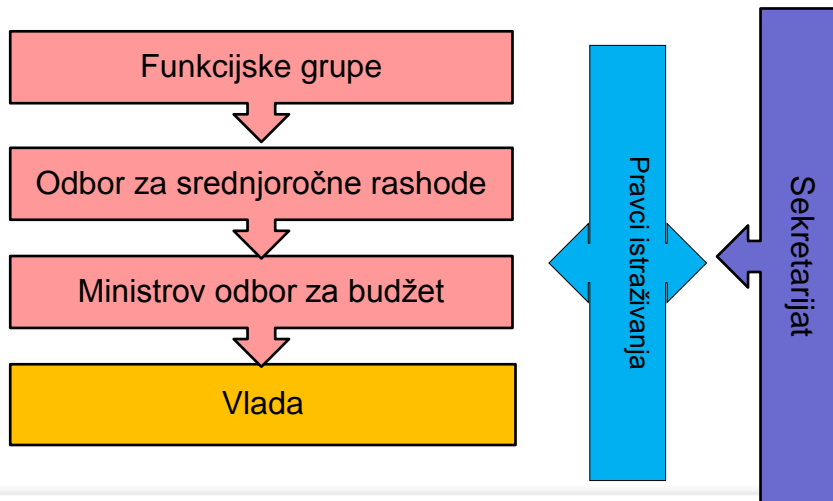 Funkcijske grupe
Odbor za srednjoročne rashode
Ministrov odbor za budžet
Vlada
Pravci istraživanja
Sekretarijat